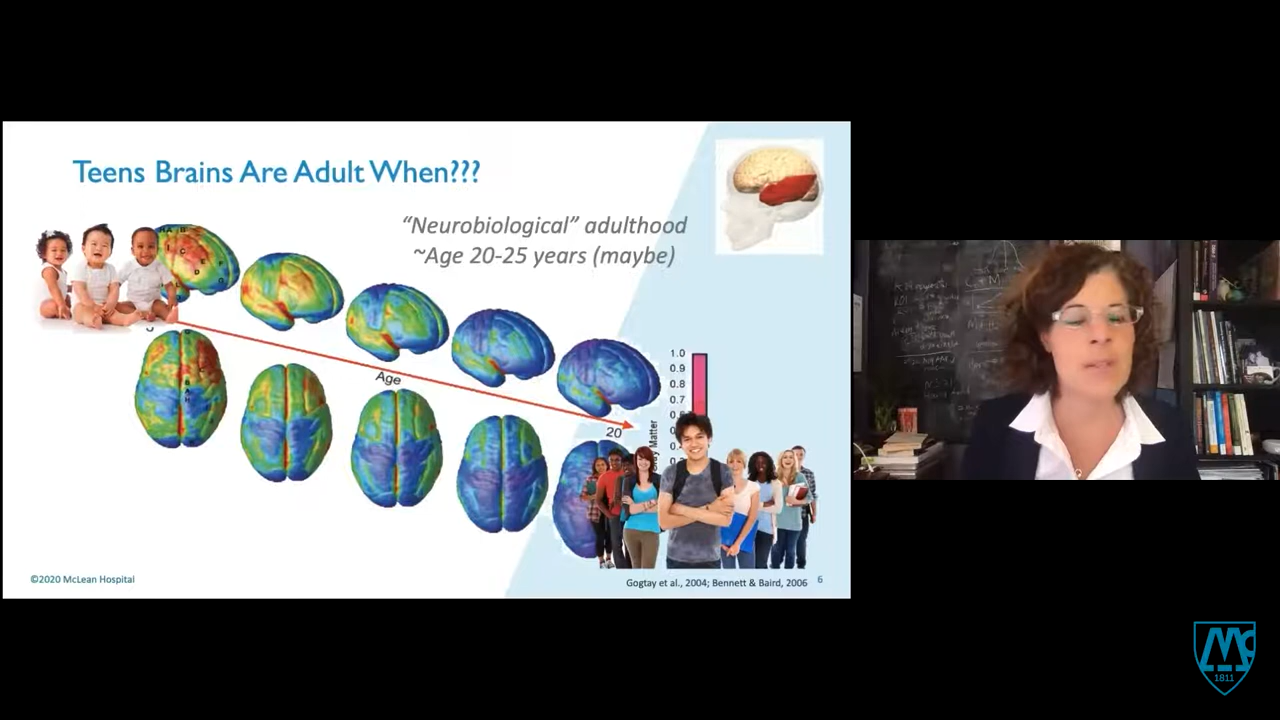 Teens Brains Are Adult When???
“Neurobiological” adulthood
~Age 20-25 years (maybe)
Age
20
1.0
0.9
0.8
0.7
Matter
©2020 McLean Hospital
Gogtay et al., 2004; Bennett & Baird, 2006
6
1811